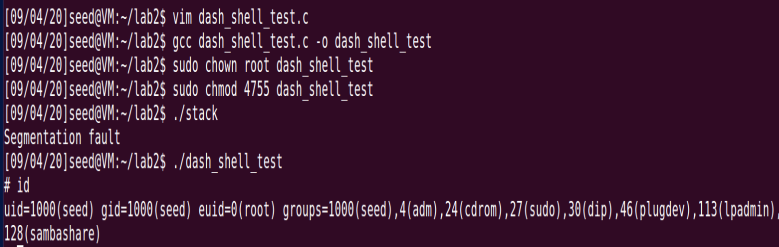 [09/04/20]seed@VM:~/lab2$ vim dash_shell_test.c
[09/04/20]seed@VM:~/lab2$ gcc dash_shell_test.c -o dash_shell_test
[09/04/20]seed@VM:~/lab2$ sudo chown root dash_shell_test
[09/04/20]seed@VM:~/lab2$ sudo chmod 4755 dash_shell_test
[09/04/20]seed@VM:~/lab2$ ./stack
Segmentation fault
[09/04/20]seed@VM:~/lab2$ ./dash_shell_test
# id
uid=1000(seed) gid=1000(seed) euid=0(root) groups=1000(seed),4(adm),24(cdrom),27(sudo),30(dip),46(plugdev),113(lpadmin),
128(sambashare)